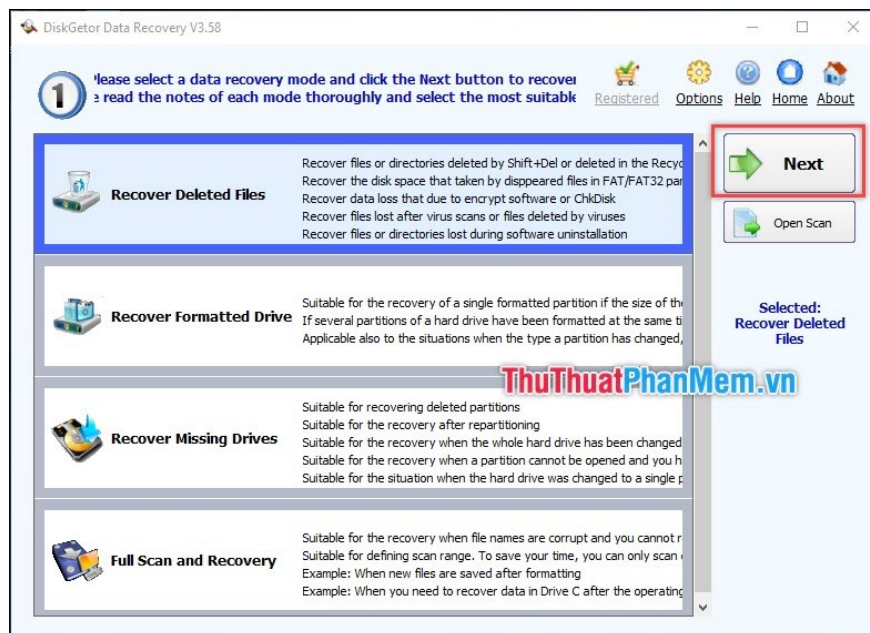 DiskGetor Data Recovery V3.58
1
Please select a data recovery mode and click the Next button to recover
read the notes of each mode thoroughly and select the most suitable
Registered Options Help Home About
Recover Deleted Files
Recover files or directories deleted by Shift+Del or deleted in the
Recover the disk space that taken by disppeared files in FAT/FAT32
Recover data loss that due to encrypt software or ChkDisk
Recover files lost after virus scans or files deleted by viruses
Recover files or directories lost during software uninstallation
Next
Open Scan
Selected:
Recover Deleted
Files
Recover Formatted Drive
Suitable for the recovery of a single formatted partition if the size of
If several partitions of a hard drive have been formatted at the same
Applicable also to the situations when the type a partition has changed,
ThuThuatPhanMem.vn
Recover Missing Drives
Suitable for recovering deleted partitions
Suitable for the recovery after repartitioning
Suitable for the recovery when the whole hard drive has been changed
Suitable for the recovery when a partition cannot be opened and you
Suitable for the situation when the hard drive was changed to a single
Full Scan and Recovery
Suitable for the recovery when file names are corrupt and you cannot
Suitable for defining scan range. To save your time, you can only scan
Example: When new files are saved after formatting
Example: When you need to recover data in Drive C after the operating